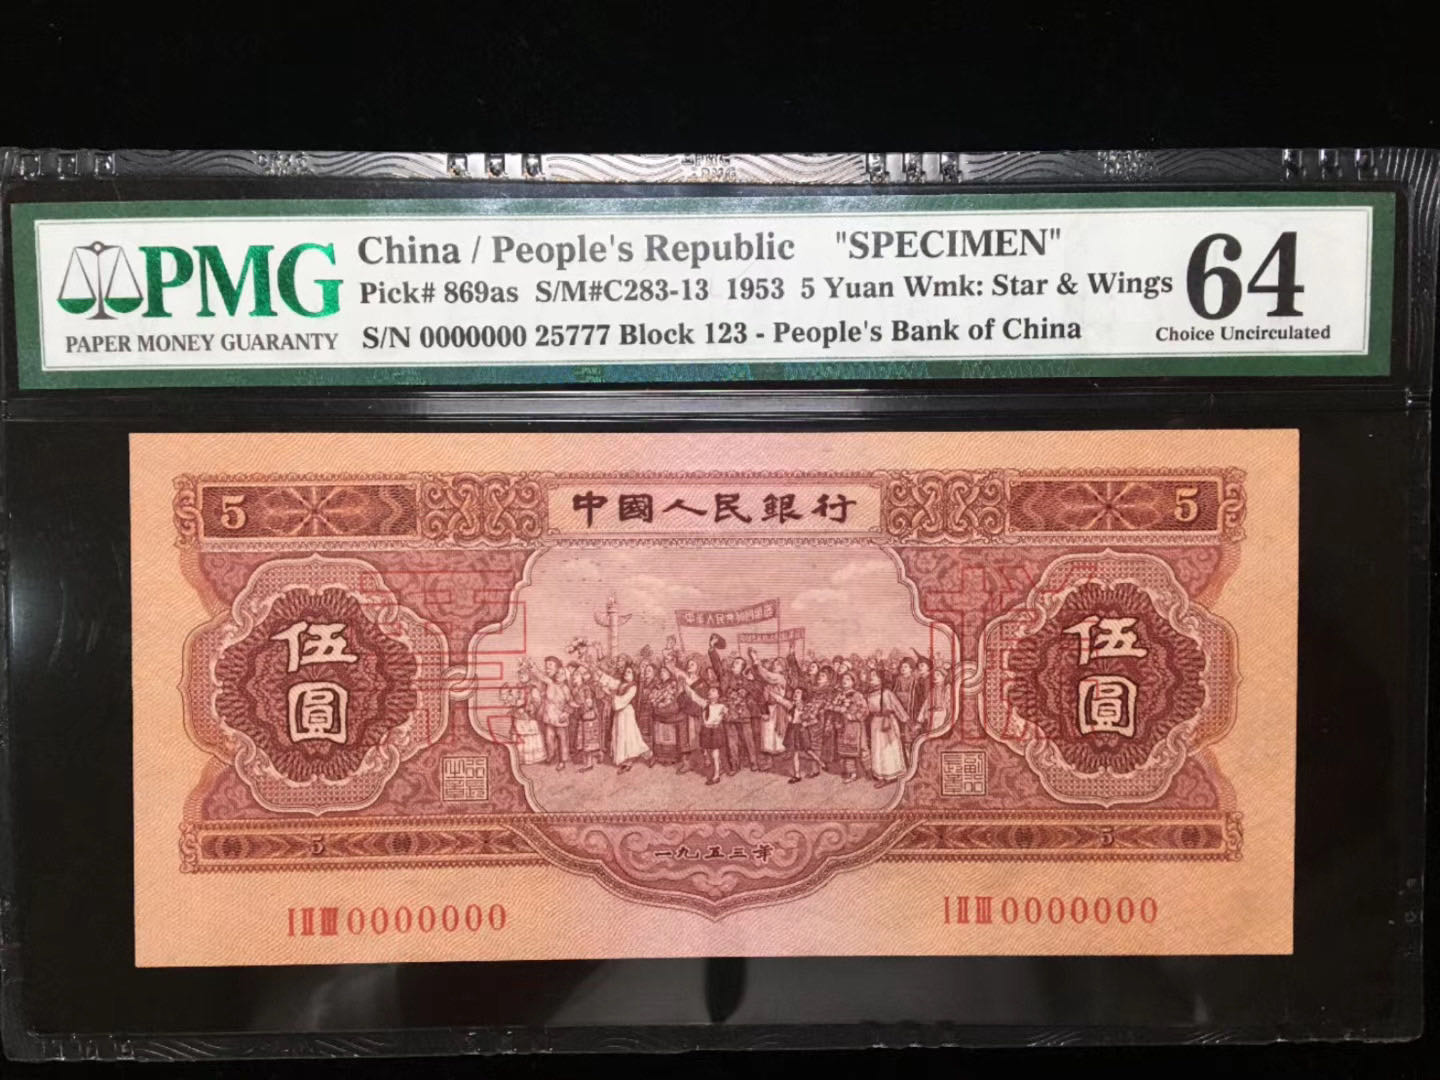 China / People's Republic "SPECIMEN"
Pick# 869as S/M#C283-13 1953 5 Yuan Wmk: Star & Wings
S/N 0000000 25777 Block 123 - People's Bank of China
PMG
PAPER MONEY GUARANTY
64
Choice Uncirculated
5 中國人民銀行 5
伍圓
伍圓
票樣
5 5
一九五三年
I II III 0000000 I II III 0000000